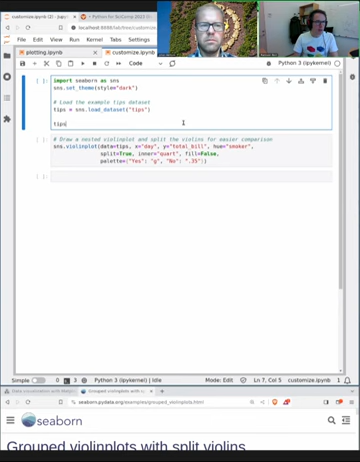 customize.ipynb (2) - Jupyter
Python for SciComp 2022
localhost:8888/lab/tree/customize
File Edit View Run Kernel Tabs Settings
plotting.ipynb
customize.ipynb
Python 3 (ipykernel)
[ ]: import seaborn as sns
sns.set_theme(style="dark")
# Load the example tips dataset
tips = sns.load_dataset("tips")
tips
[ ]: # Draw a nested violinplot and split the violins for easier comparison
sns.violinplot(data=tips, x="day", y="total_bill", hue="smoker",
split=True, inner="quart", fill=False,
palette={"Yes": "g", "No": ".35"})
[ ]:
Simple 0 3 Python 3 (ipykernel) | Idle Mode: Edit Ln 7, Col 5 customize.ipynb 1
Grouped violinplots with split v
seaborn.pydata.org/examples/grouped_violinplots.html
seaborn
Grouped violinplots with split violins